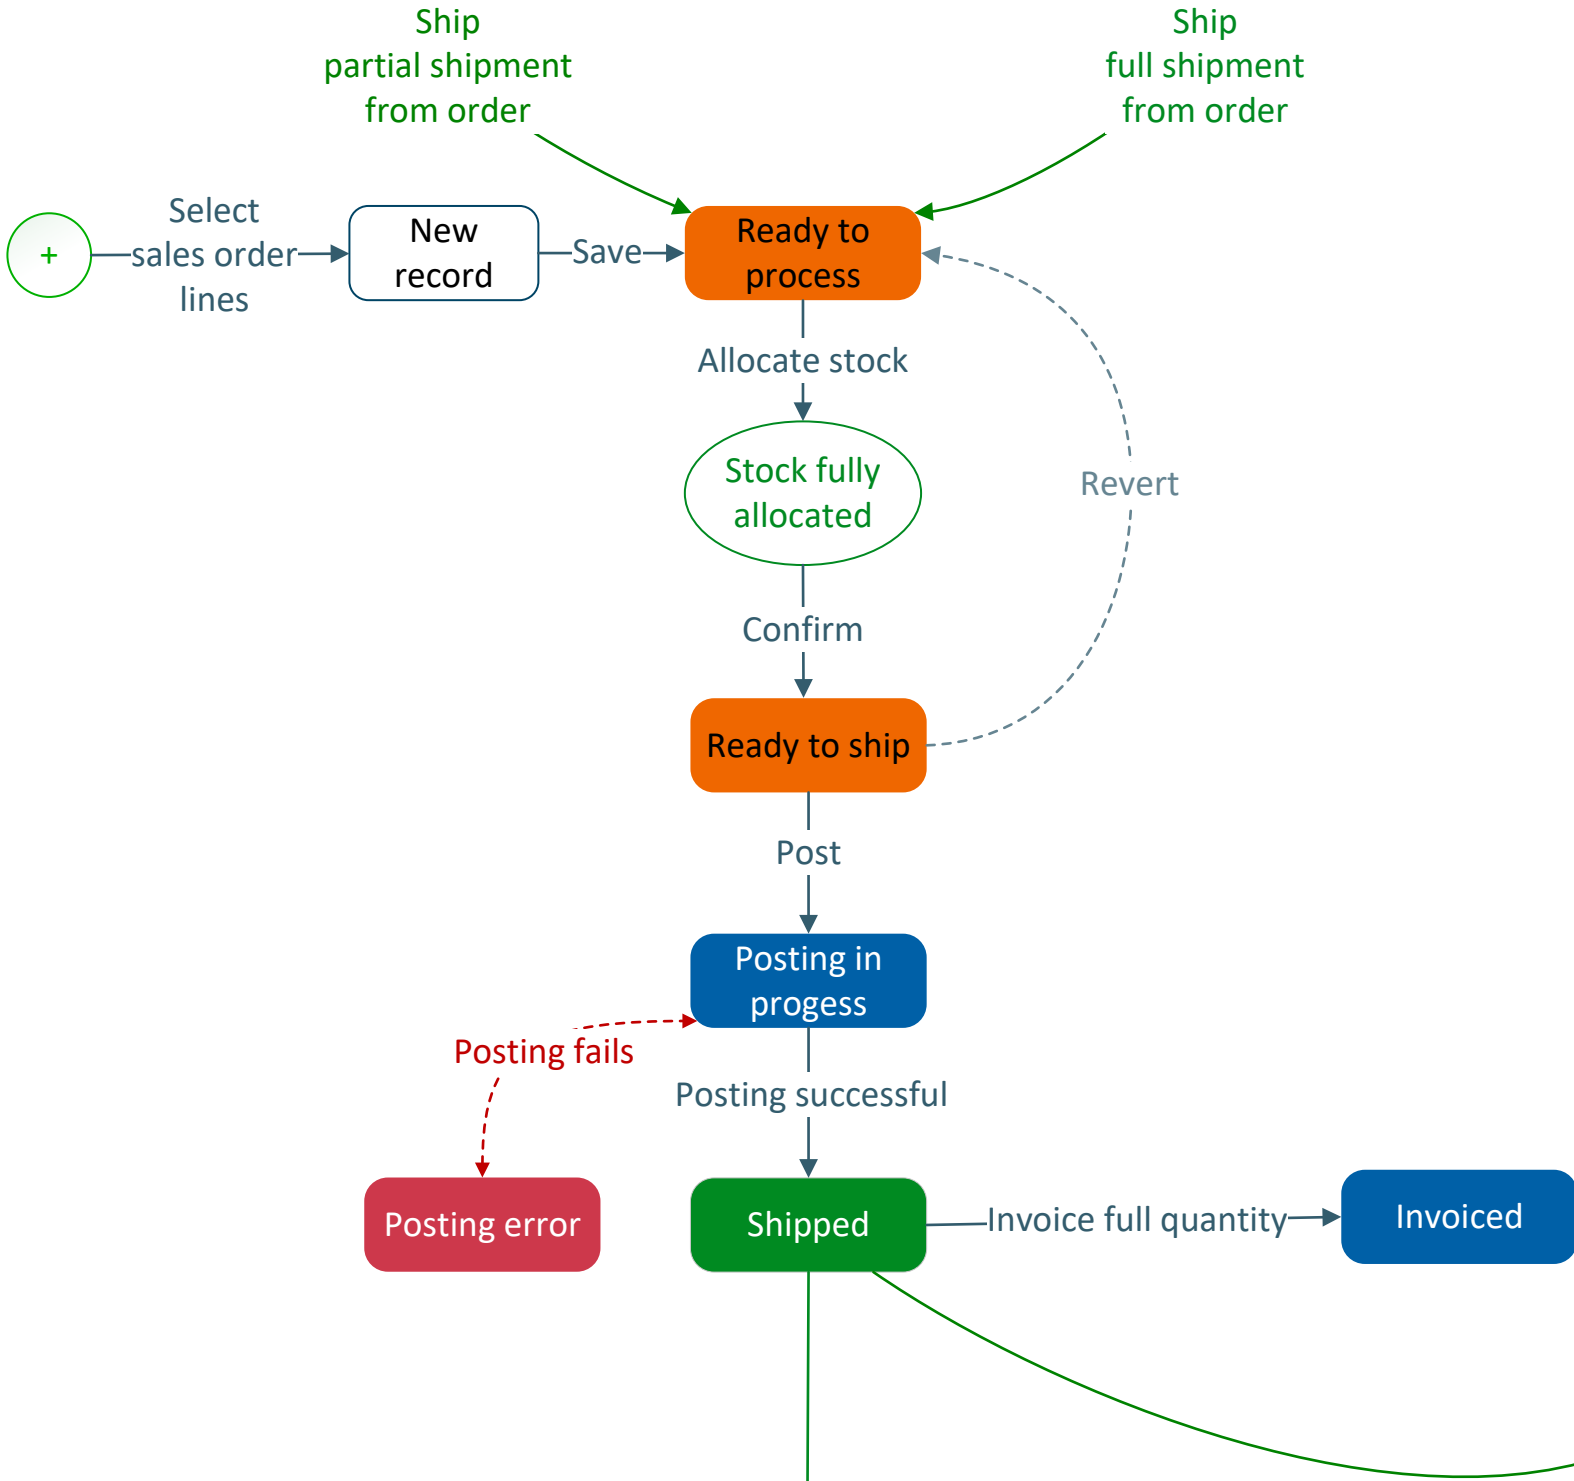 Ship
partial shipment
from order
Ship
full shipment
from order
+
Select
sales order
lines
New
record
Save
Ready to
process
Allocate stock
Stock fully
allocated
Revert
Confirm
Ready to ship
Post
Posting in
progess
Posting fails
Posting successful
Posting error
Shipped
Invoice full quantity
Invoiced